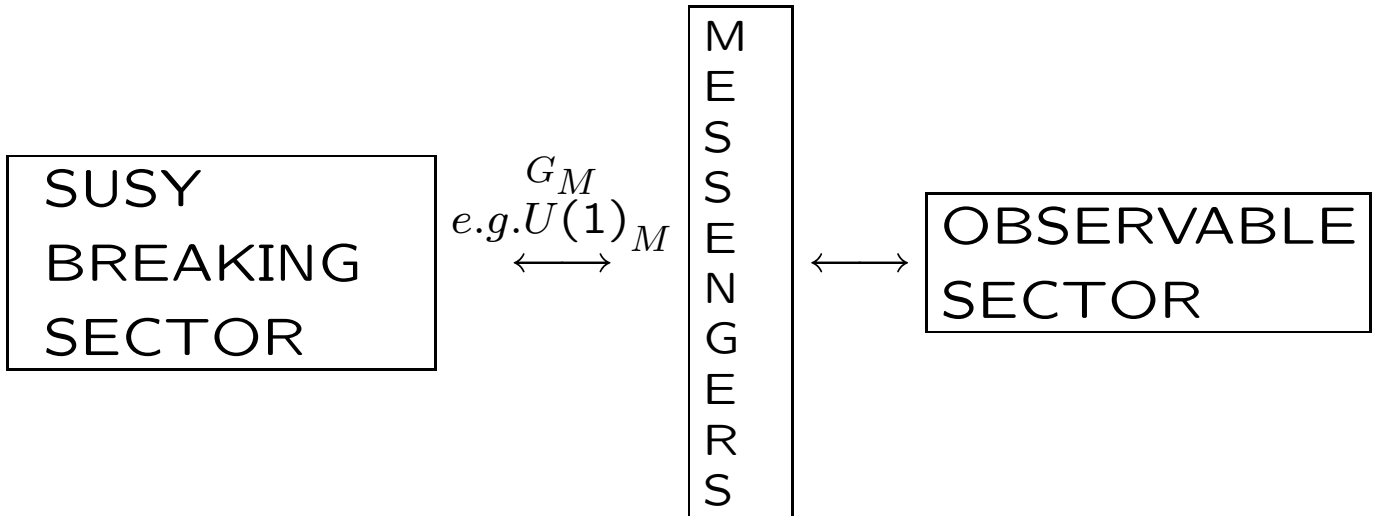 SUSY
BREAKING
SECTOR
G_M
e.g.U(1)_M
⟷
M
E
S
S
E
N
G
E
R
S
⟷
OBSERVABLE
SECTOR